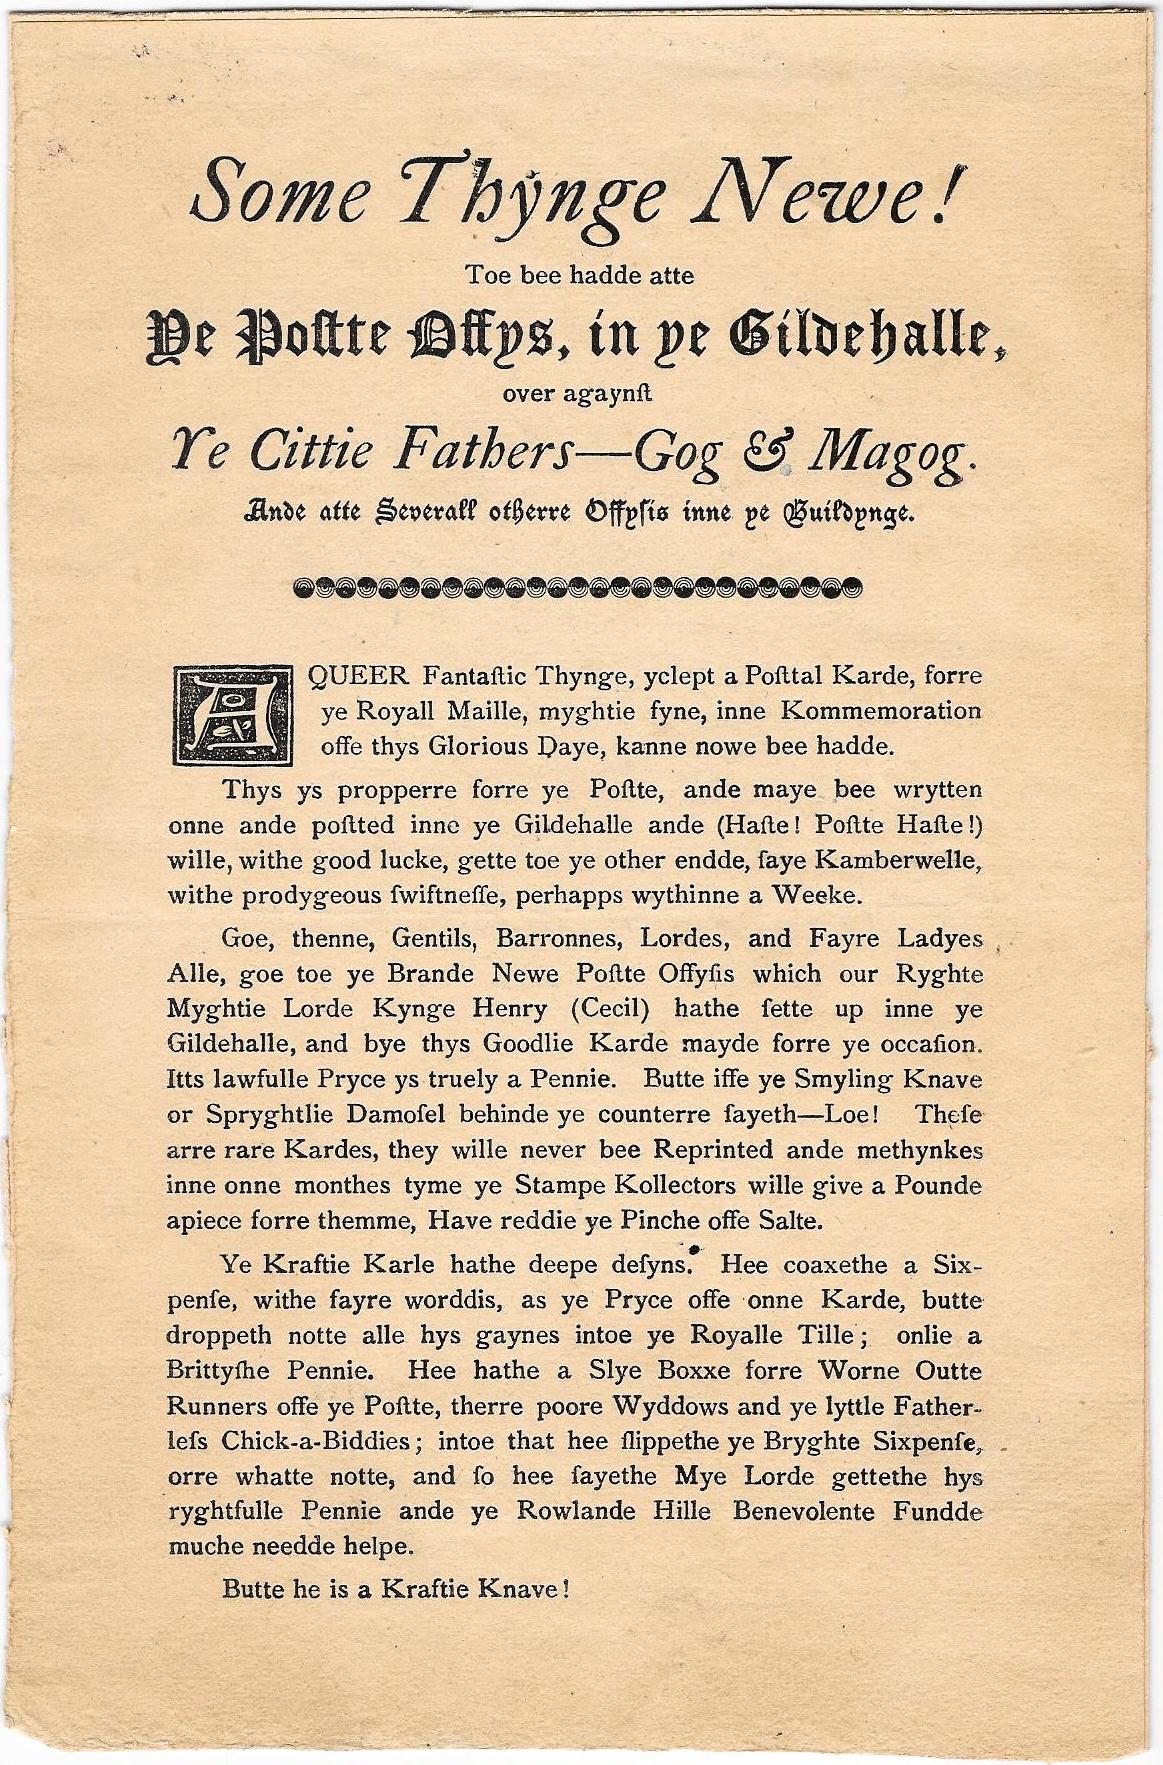 Some Thynge Newe!
Toe bee hadde atte
Ye Poſtte Offys, in ye Gildehalle,
over agaynſt
Ye Cittie Fathers—Gog & Magog.
Ande atte Severall otherre Offyſis inne ye Buildynge.
A QUEER Fantaſtic Thynge, yclept a Poſttal Karde, forre
ye Royall Maille, myghtie fyne, inne Kommemoration
offe thys Glorious Daye, kanne nowe bee hadde.
Thys ys propperre forre ye Poſtte, ande maye bee wrytten
onne ande poſtted inne ye Gildehalle ande (Haſte! Poſtte Haſte!)
wille, withe good lucke, gette toe ye other endde, ſaye Kamberwelle,
withe prodygeous ſwiftneſſe, perhapps wythinne a Weeke.
Goe, thenne, Gentils, Barronnes, Lordes, and Fayre Ladyes
Alle, goe toe ye Brande Newe Poſtte Offyſis which our Ryghte
Myghtie Lorde Kynge Henry (Cecil) hathe ſette up inne ye
Gildehalle, and bye thys Goodlie Karde mayde forre ye occaſion.
Itts lawfulle Pryce ys truely a Pennie. Butte iffe ye Smyling Knave
or Spryghtlie Damoſel behinde ye counterre ſayeth—Loe! Theſe
arre rare Kardes, they wille never bee Reprinted ande methynkes
inne onne monthes tyme ye Stampe Kollectors wille give a Pounde
apiece forre themme, Have reddie ye Pinche offe Salte.
Ye Kraftie Karle hathe deepe deſyns. Hee coaxethe a Six-
penſe, withe fayre worddis, as ye Pryce offe onne Karde, butte
droppeth notte alle hys gaynes intoe ye Royalle Tille; onlie a
Brittyſhe Pennie. Hee hathe a Slye Boxxe forre Worne Outte
Runners offe ye Poſtte, therre poore Wyddows and ye lyttle Father-
leſs Chick-a-Biddies; intoe that hee ſlippethe ye Bryghte Sixpenſe,
orre whatte notte, and ſo hee ſayethe Mye Lorde gettethe hys
ryghtfulle Pennie ande ye Rowlande Hille Benevolente Fundde
muche needde helpe.
Butte he is a Kraftie Knave!